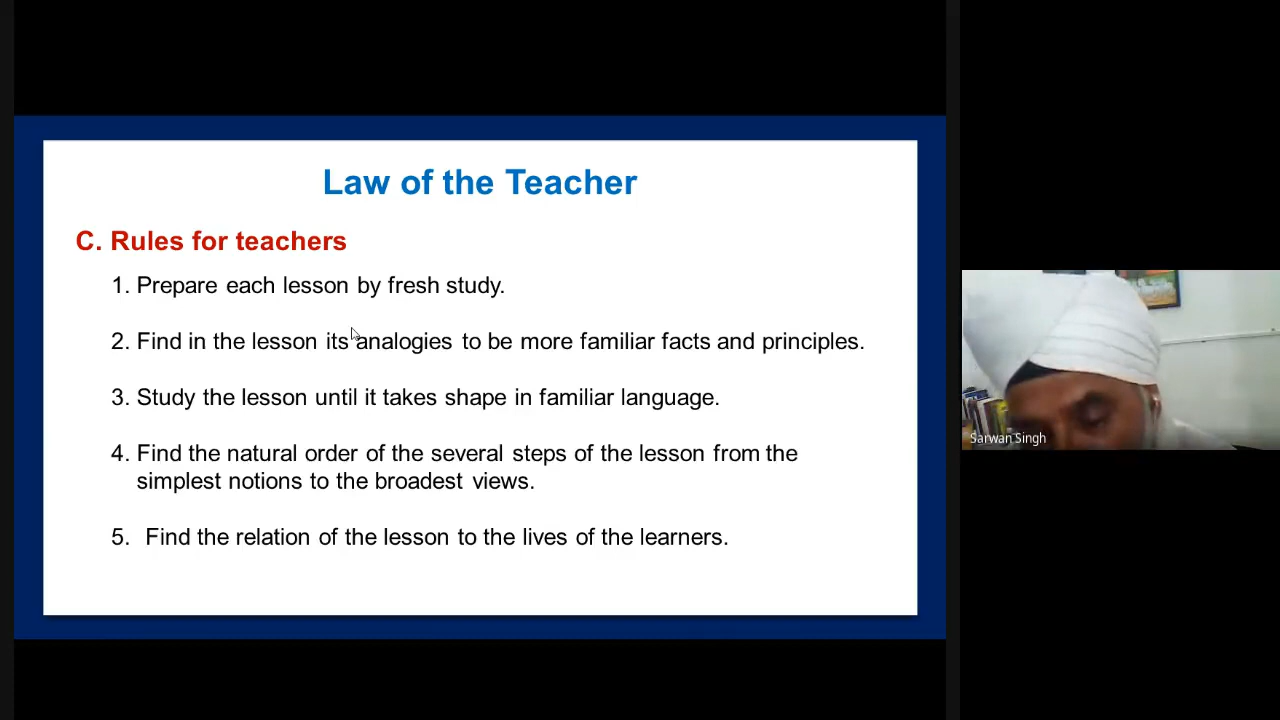 Law of the Teacher
C. Rules for teachers
1. Prepare each lesson by fresh study.
2. Find in the lesson its analogies to be more familiar facts and principles.
3. Study the lesson until it takes shape in familiar language.
4. Find the natural order of the several steps of the lesson from the
simplest notions to the broadest views.
5. Find the relation of the lesson to the lives of the learners.
Sarwan Singh